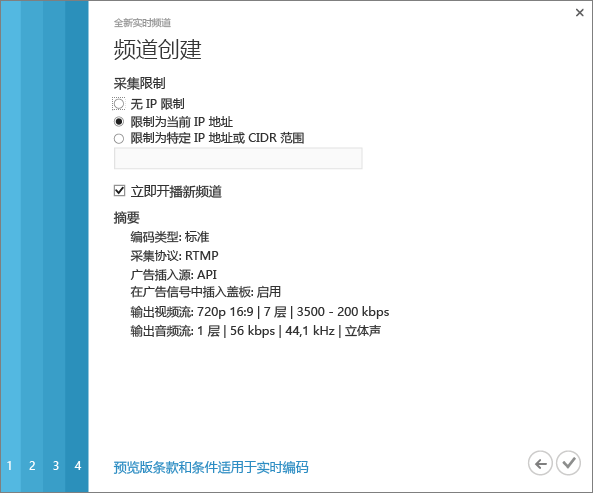 全新实时频道
频道创建
采集限制
无 IP 限制
限制为当前 IP 地址
限制为特定 IP 地址或 CIDR 范围
立即开播新频道
摘要
编码类型: 标准
采集协议: RTMP
广告插入源: API
在广告信号中插入盖板: 启用
输出视频流: 720p 16:9 | 7 层 | 3500 - 200 kbps
输出音频流: 1 层 | 56 kbps | 44,1 kHz | 立体声
1 2 3 4
预览版条款和条件适用于实时编码